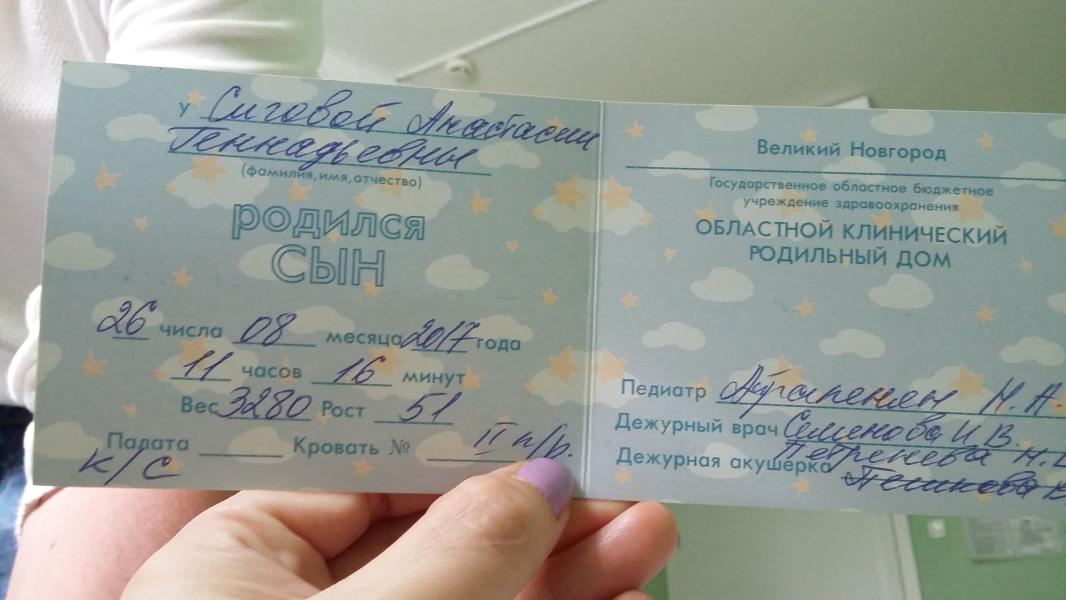 у Сиговой Анастасии
Геннадьевны
(фамилия, имя, отчество)
родился
СЫН
26 числа 08 месяца 2017 года
11 часов 16 минут
Вес 3280 Рост 51
Палата Кровать № II п/р.
к/с
Великий Новгород
Государственное областное бюджетное
учреждение здравоохранения
ОБЛАСТНОЙ КЛИНИЧЕСКИЙ
РОДИЛЬНЫЙ ДОМ
Педиатр Н.А.
Дежурный врач Семенова И.В.
Петренёва Н.
Дежурная акушерка